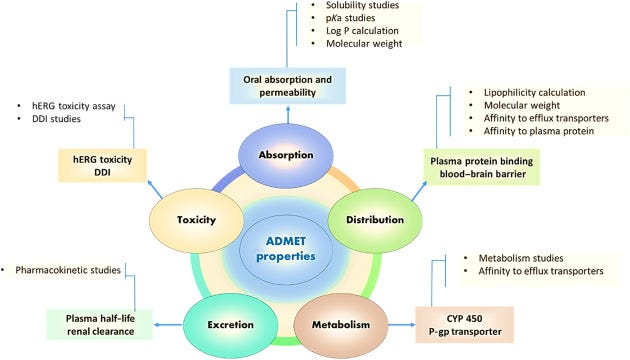 • Solubility studies
• pKa studies
• Log P calculation
• Molecular weight
Oral absorption and
permeability
• hERG toxicity assay
• DDI studies
• Lipophilicity calculation
• Molecular weight
• Affinity to efflux transporters
• Affinity to plasma protein
hERG toxicity
DDI
Absorption
Plasma protein binding
blood–brain barrier
Toxicity
Distribution
ADMET
properties
• Pharmacokinetic studies
• Metabolism studies
• Affinity to efflux transporters
Plasma half-life
renal clearance
Excretion
Metabolism
CYP 450
P-gp transporter